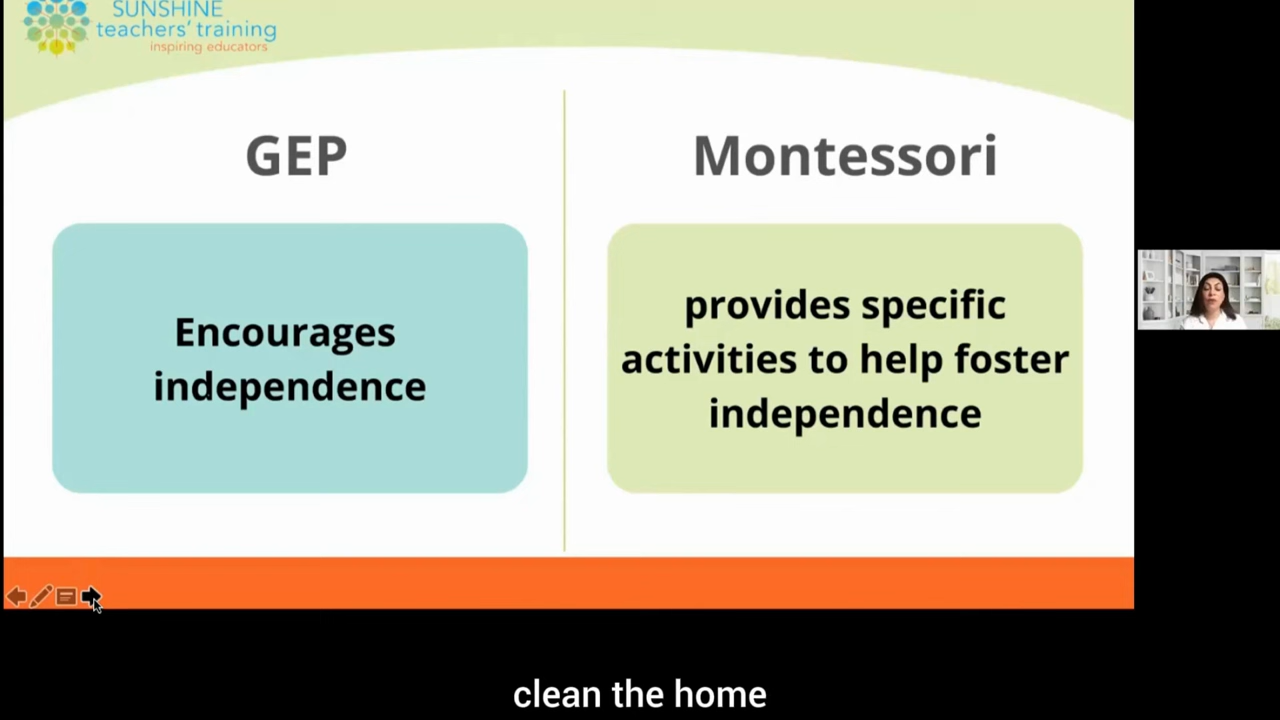 SUNSHINE
teachers' training
inspiring educators
GEP
Montessori
Encourages
independence
provides specific
activities to help foster
independence
clean the home